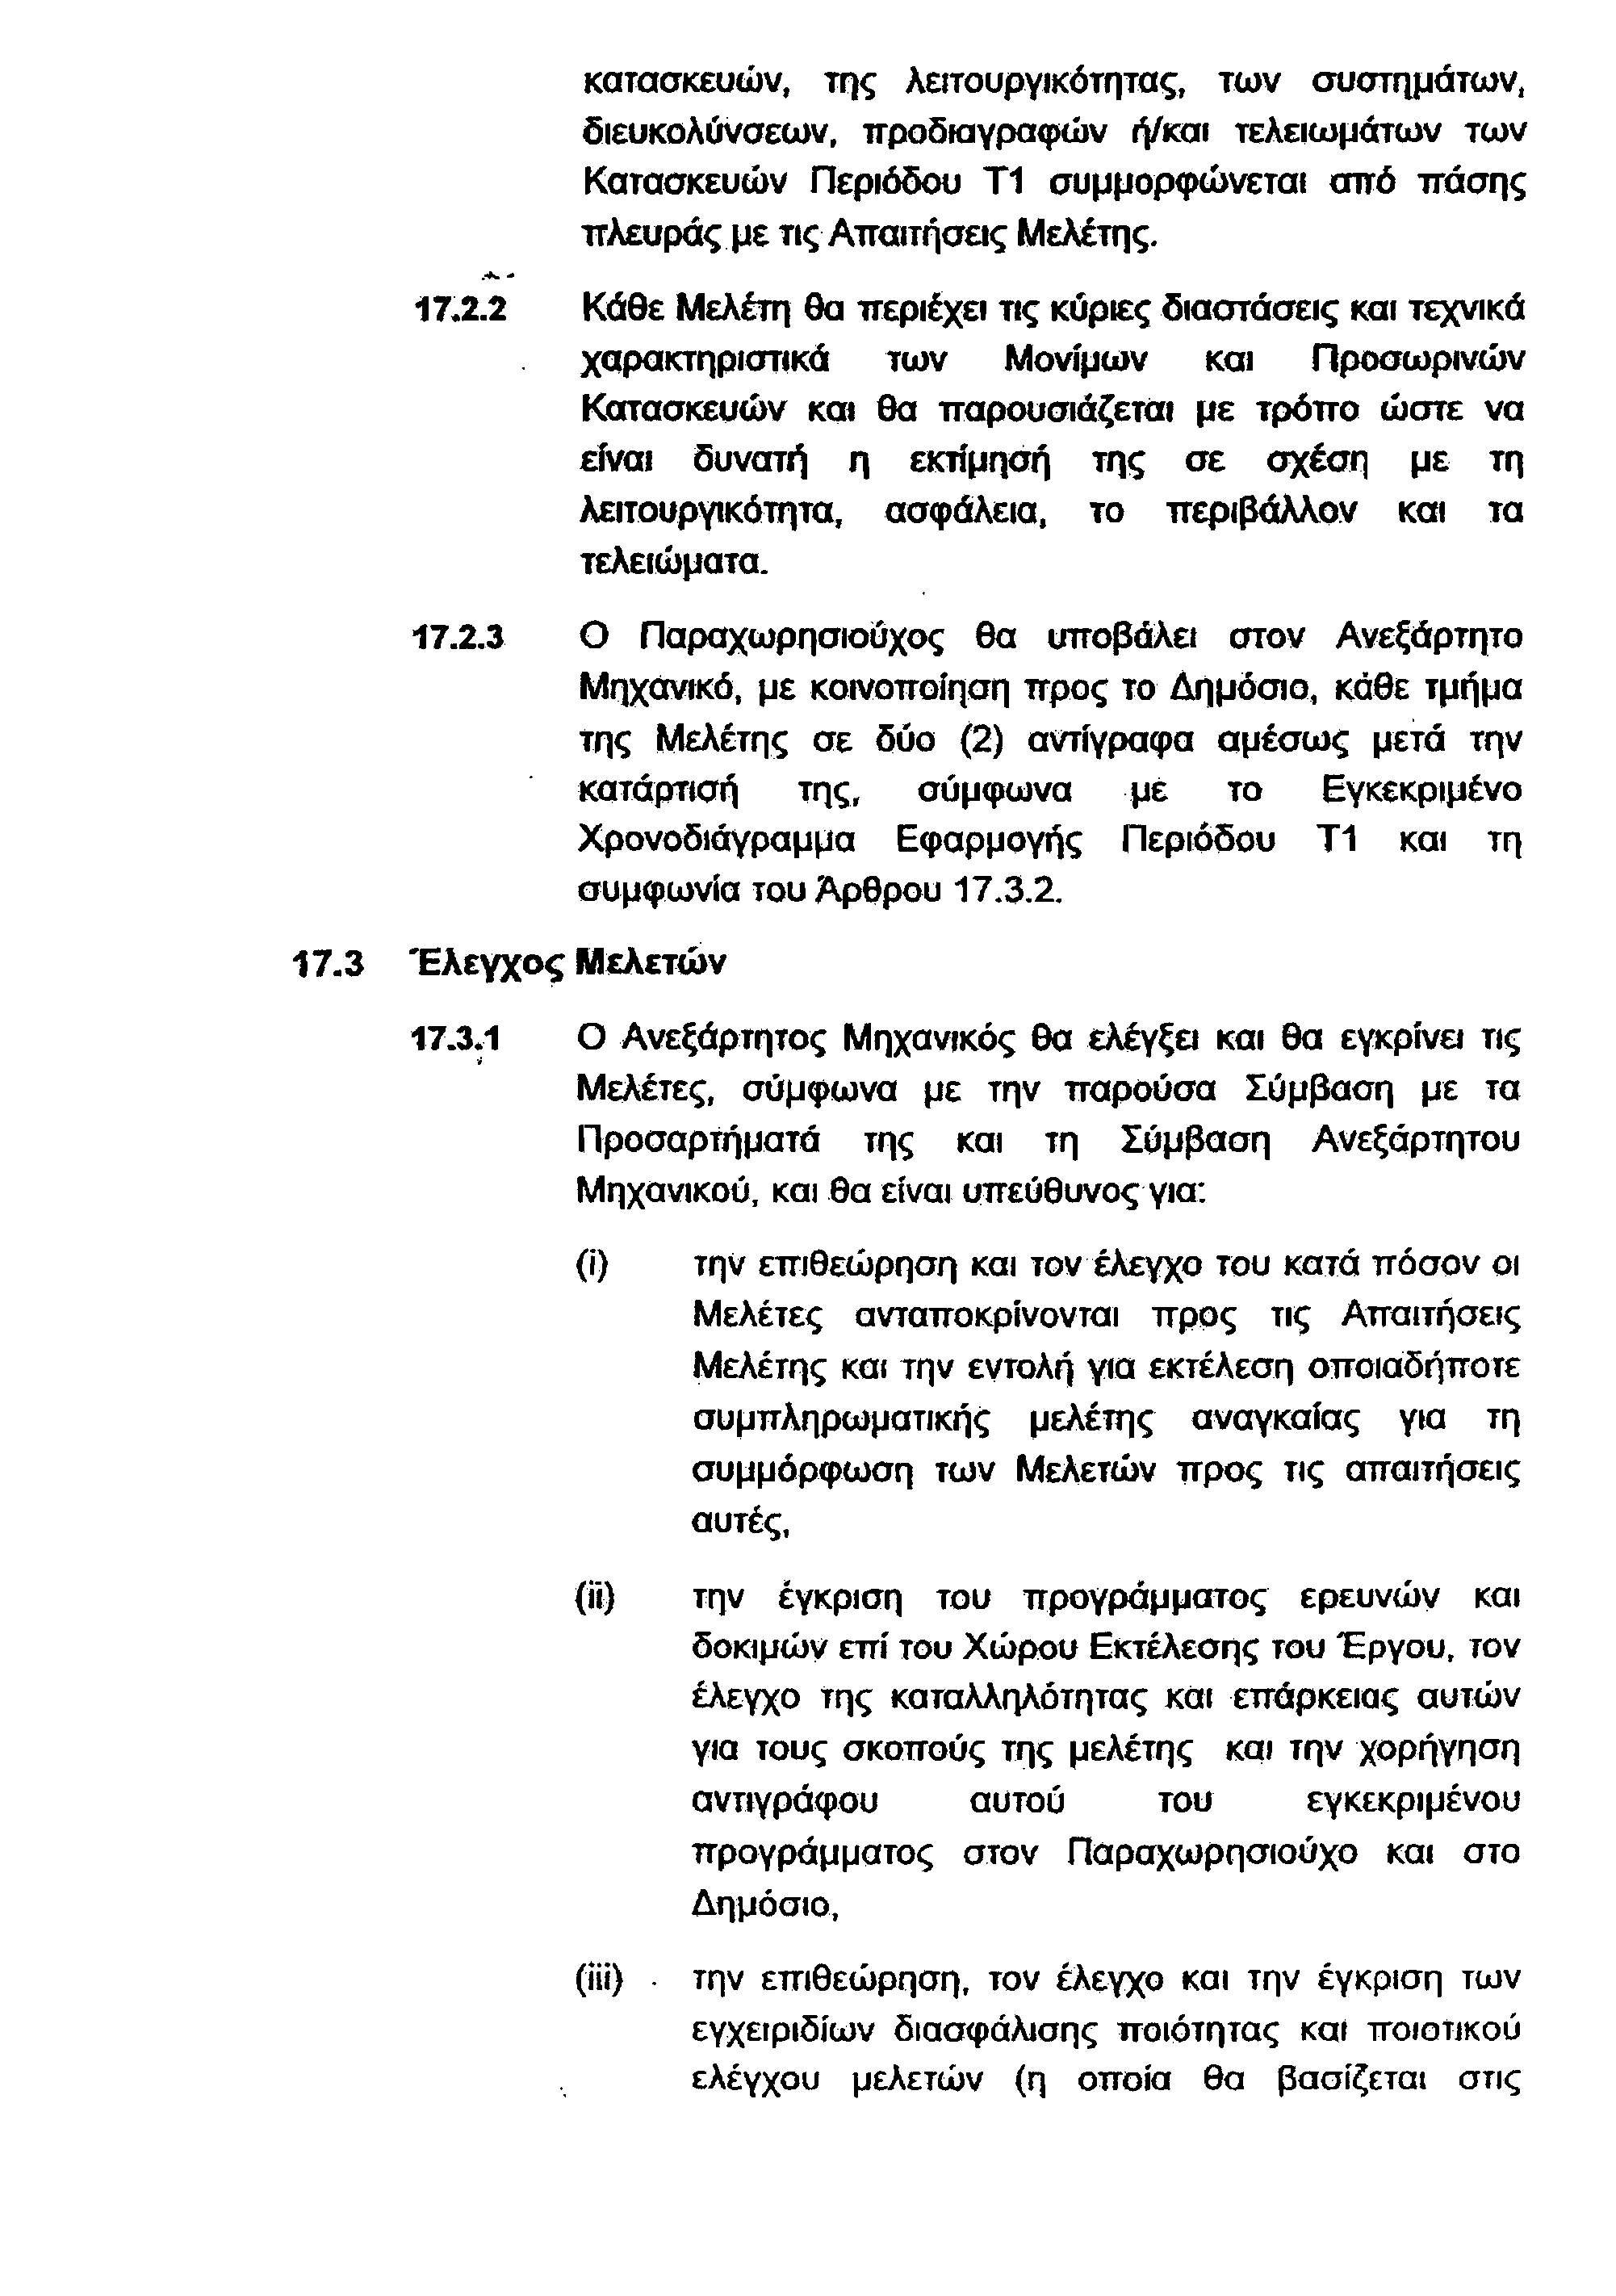 κατασκευών, της λειτουργικότητας, των συστημάτων,
διευκολύνσεων, προδιαγραφών ή/και τελειωμάτων των
Κατασκευών Περιόδου Τ1 συμμορφώνεται από πάσης
πλευράς με τις Απαιτήσεις Μελέτης.
17.2.2 Κάθε Μελέτη θα περιέχει τις κύριες διαστάσεις και τεχνικά
χαρακτηριστικά των Μονίμων και Προσωρινών
Κατασκευών και θα παρουσιάζεται με τρόπο ώστε να
είναι δυνατή η εκτίμησή της σε σχέση με τη
λειτουργικότητα, ασφάλεια, το περιβάλλον και τα
τελειώματα.
17.2.3 Ο Παραχωρησιούχος θα υποβάλει στον Ανεξάρτητο
Μηχανικό, με κοινοποίηση προς το Δημόσιο, κάθε τμήμα
της Μελέτης σε δύο (2) αντίγραφα αμέσως μετά την
κατάρτισή της, σύμφωνα με το Εγκεκριμένο
Χρονοδιάγραμμα Εφαρμογής Περιόδου Τ1 και τη
συμφωνία του Άρθρου 17.3.2.
17.3 Έλεγχος Μελετών
17.3.1 Ο Ανεξάρτητος Μηχανικός θα ελέγξει και θα εγκρίνει τις
Μελέτες, σύμφωνα με την παρούσα Σύμβαση με τα
Προσαρτήματά της και τη Σύμβαση Ανεξάρτητου
Μηχανικού, και θα είναι υπεύθυνος για:
(i) την επιθεώρηση και τον έλεγχο του κατά πόσον οι
Μελέτες ανταποκρίνονται προς τις Απαιτήσεις
Μελέτης και την εντολή για εκτέλεση οποιαδήποτε
συμπληρωματικής μελέτης αναγκαίας για τη
συμμόρφωση των Μελετών προς τις απαιτήσεις
αυτές,
(ii) την έγκριση του προγράμματος ερευνών και
δοκιμών επί του Χώρου Εκτέλεσης του Έργου, τον
έλεγχο της καταλληλότητας και επάρκειας αυτών
για τους σκοπούς της μελέτης και την χορήγηση
αντιγράφου αυτού του εγκεκριμένου
προγράμματος στον Παραχωρησιούχο και στο
Δημόσιο,
(iii) την επιθεώρηση, τον έλεγχο και την έγκριση των
εγχειριδίων διασφάλισης ποιότητας και ποιοτικού
ελέγχου μελετών (η οποία θα βασίζεται στις